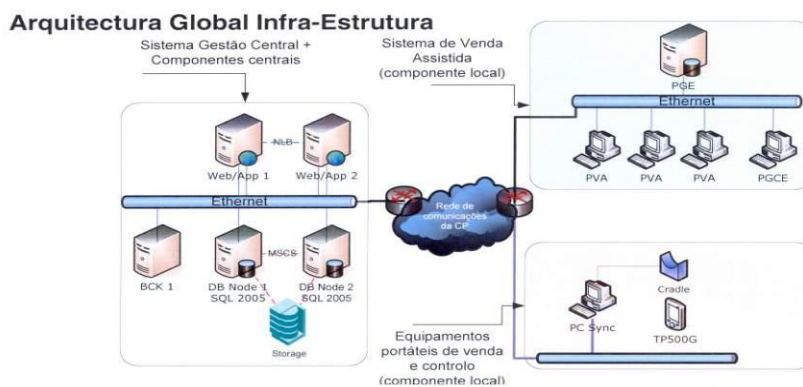 Arquitectura Global Infra-Estrutura
Sistema Gestão Central +
Componentes centrais
Sistema de Venda
Assistida
(componente local)
PGE
Ethernet
PVA
PVA
PVA
PGCE
Web/App 1
NLB
Web/App 2
Ethernet
Rede de
comunicações
da CP
BCK 1
DB Node 1
SQL 2005
MSCS
DB Node 2
SQL 2005
Storage
Equipamentos
portáteis de venda
e controlo
(componente local)
PC Sync
Cradle
TP500G